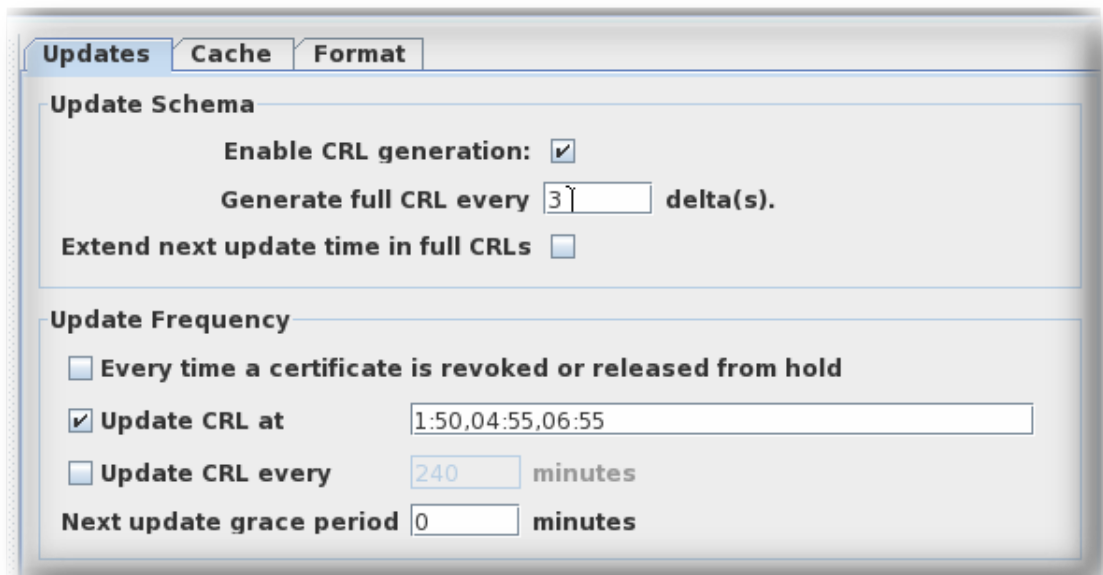 Updates Cache Format
Update Schema
Enable CRL generation:
Generate full CRL every 3 delta(s).
Extend next update time in full CRLs
Update Frequency
Every time a certificate is revoked or released from hold
Update CRL at 1:50,04:55,06:55
Update CRL every 240 minutes
Next update grace period 0 minutes